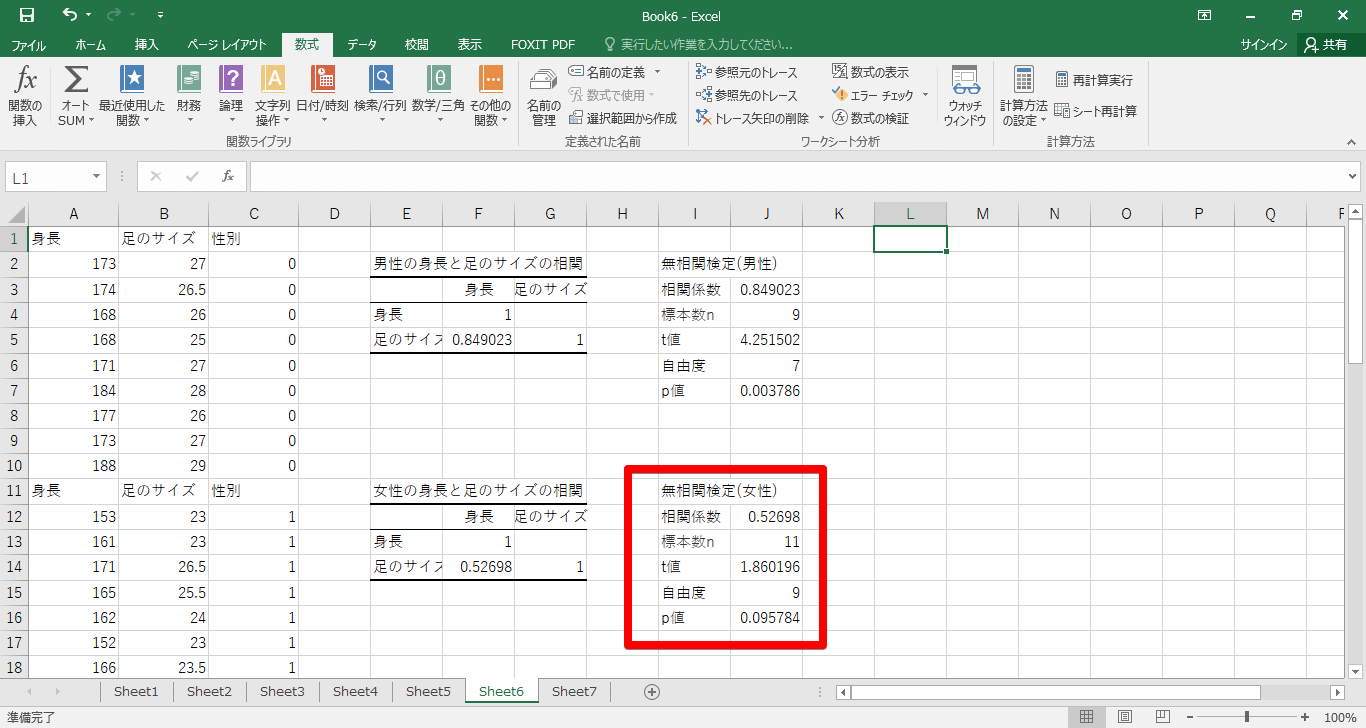 Book6 - Excel
ファイル ホーム 挿入 ページ レイアウト 数式 データ 校閲 表示 FOXIT PDF 実行したい作業を入力してください... サインイン 共有
fx 関数の挿入
Σ オート SUM
最近使用した関数
財務
論理
文字列操作
日付/時刻
検索/行列
数学/三角
その他の関数
関数ライブラリ
名前の管理
名前の定義
数式で使用
選択範囲から作成
定義された名前
参照元のトレース
参照先のトレース
トレース矢印の削除
数式の表示
エラー チェック
数式の検証
ワークシート分析
ウォッチ ウィンドウ
計算方法の設定
再計算実行
シート再計算
計算方法
L1 fx
A B C D E F G H I J K L M N O P Q R
1 身長 足のサイズ 性別
2 173 27 0 男性の身長と足のサイズの相関 無相関検定(男性)
3 174 26.5 0 身長 足のサイズ 相関係数 0.849023
4 168 26 0 身長 1 標本数n 9
5 168 25 0 足のサイズ 0.849023 1 t値 4.251502
6 171 27 0 自由度 7
7 184 28 0 p値 0.003786
8 177 26 0
9 173 27 0
10 188 29 0
11 身長 足のサイズ 性別 女性の身長と足のサイズの相関 無相関検定(女性)
12 153 23 1 身長 足のサイズ 相関係数 0.52698
13 161 23 1 身長 1 標本数n 11
14 171 26.5 1 足のサイズ 0.52698 1 t値 1.860196
15 165 25.5 1 自由度 9
16 162 24 1 p値 0.095784
17 152 23 1
18 166 23.5 1
Sheet1 Sheet2 Sheet3 Sheet4 Sheet5 Sheet6 Sheet7
準備完了 100%